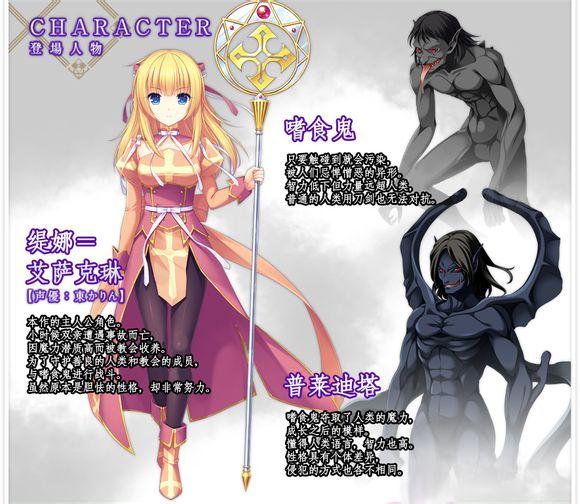 CHARACTER
登場人物
嗜食鬼
只要触碰到就会污染，
被人们忌惮憎恶的异形。
智力低下但力量远超人类，
普通的人类用刀剑也无法对抗。
缇娜＝
艾萨克琳
【声優：東かりん】
本作的主人公角色。
小时候双亲遭遇事故而亡，
因魔力潜质高而被教会收养。
为了守护善良的人类和教会的成员，
与嗜食鬼进行战斗。
虽然原本是胆怯的性格，却非常努力。
普莱迪塔
嗜食鬼夺取了人类的魔力，
成长之后的模样。
懂得人类语言，智力也高。
性格具有个体差异，
侵犯的方式也各不相同。